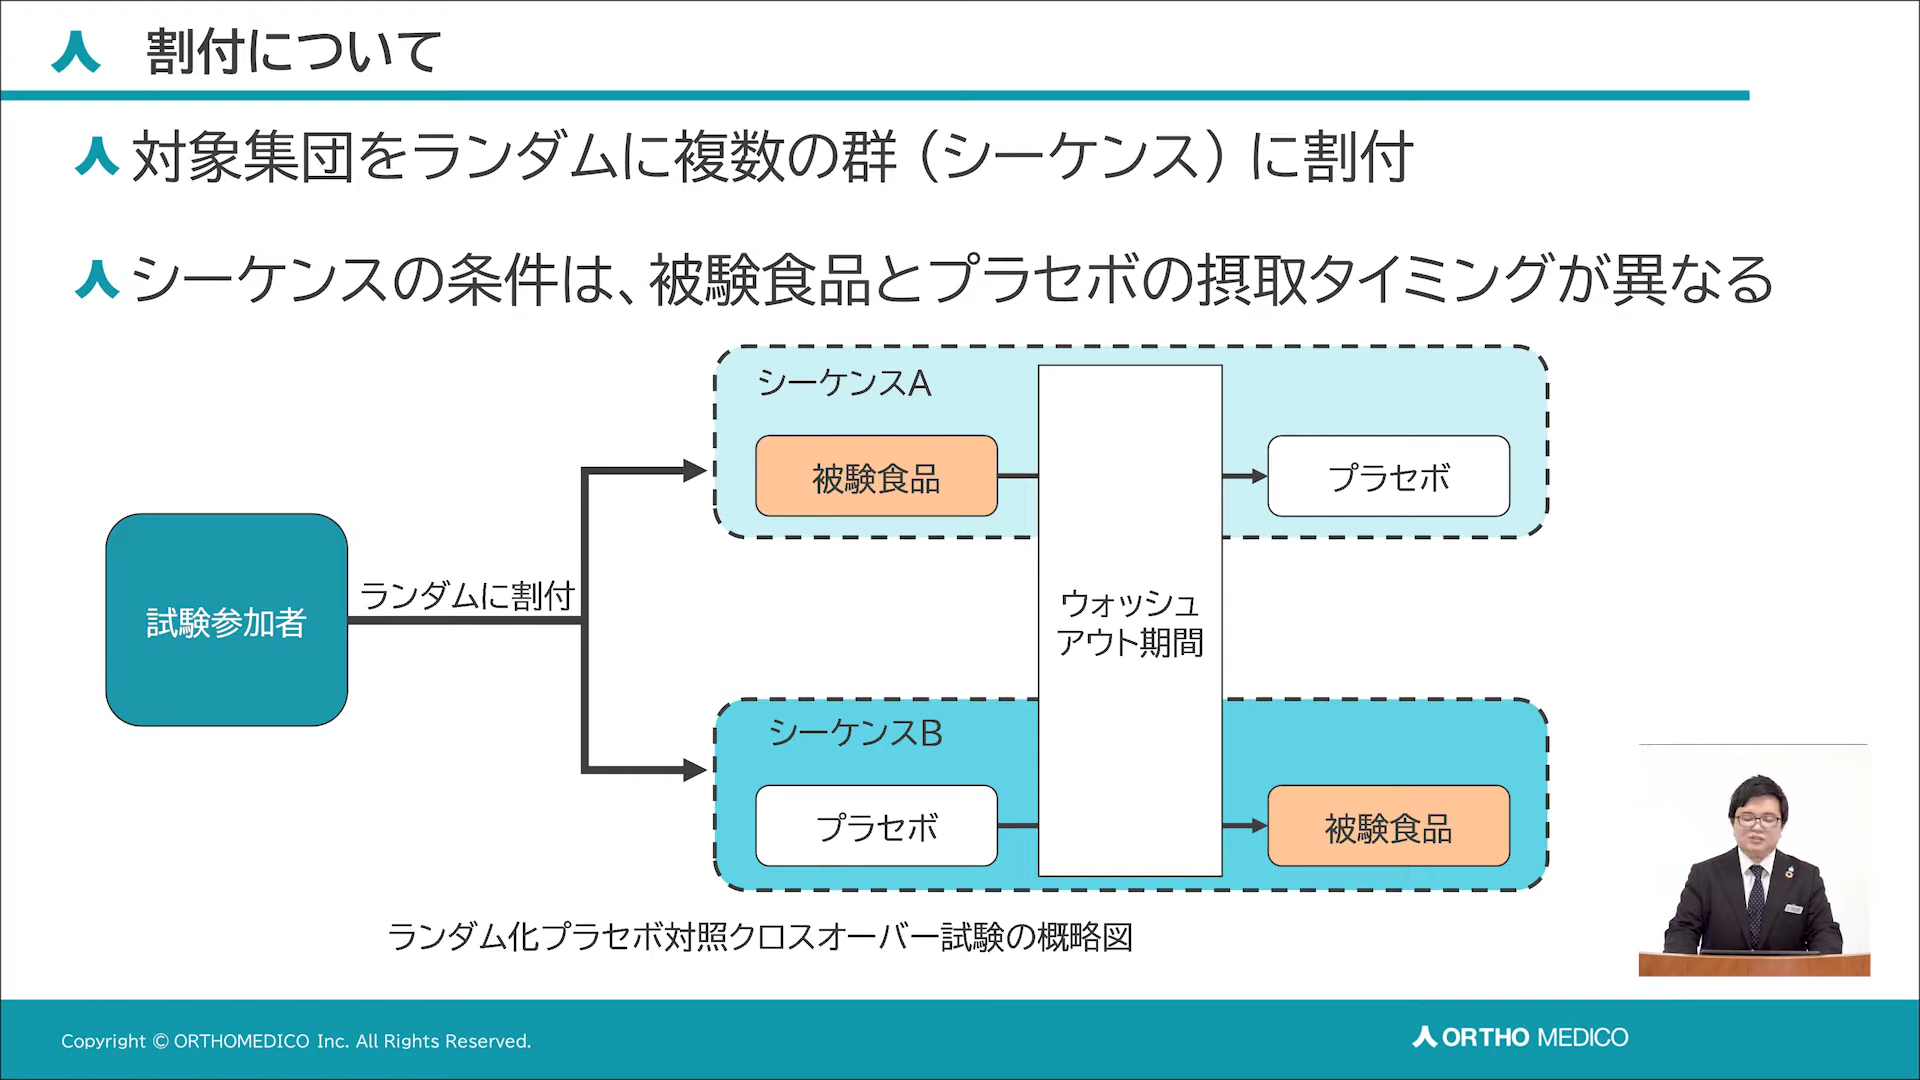 割付について
対象集団をランダムに複数の群（シーケンス）に割付
シーケンスの条件は、被験食品とプラセボの摂取タイミングが異なる
シーケンスA
被験食品
プラセボ
試験参加者
ランダムに割付
ウォッシュ
アウト期間
シーケンスB
プラセボ
被験食品
ランダム化プラセボ対照クロスオーバー試験の概略図
Copyright © ORTHOMEDICO Inc. All Rights Reserved.
ORTHO MEDICO